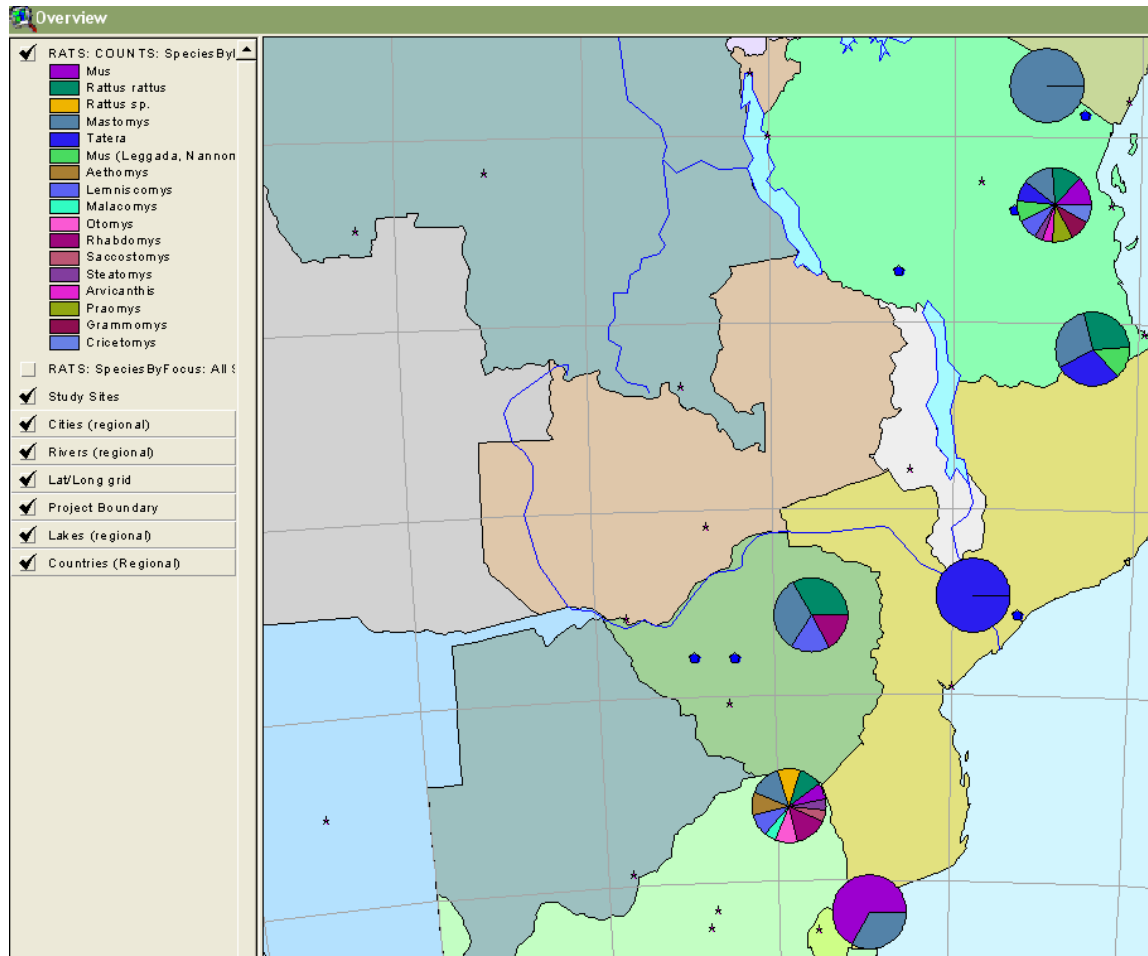 Overview
RATS: COUNTS: SpeciesByI
Mus
Rattus rattus
Rattus sp.
Mastomys
Tatera
Mus (Leggada, Nannon
Aethomys
Lemniscomys
Malacomys
Otomys
Rhabdomys
Saccostomys
Steatomys
Arvicanthis
Praomys
Grammomys
Cricetomys
RATS: SpeciesByFocus: All S
Study Sites
Cities (regional)
Rivers (regional)
Lat/Long grid
Project Boundary
Lakes (regional)
Countries (Regional)